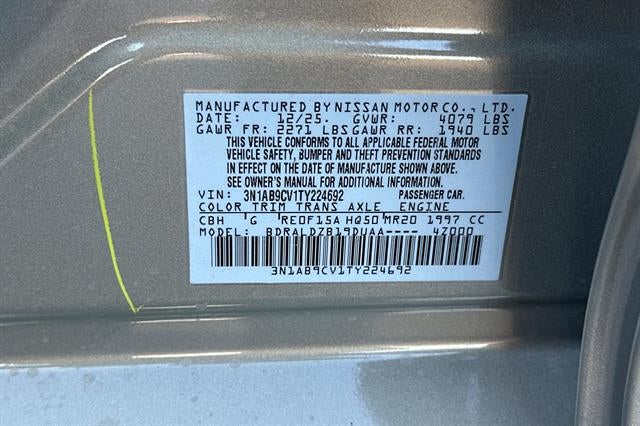 MANUFACTURED BY NISSAN MOTOR CO., LTD.
DATE: 12/25. GVWR: 4079 LBS
GAWR FR: 2271 LBS GAWR RR: 1940 LBS
THIS VEHICLE CONFORMS TO ALL APPLICABLE FEDERAL MOTOR
VEHICLE SAFETY, BUMPER AND THEFT PREVENTION STANDARDS
IN EFFECT ON THE DATE OF MANUFACTURE SHOWN ABOVE.
SEE OWNER'S MANUAL FOR ADDITIONAL INFORMATION.
VIN: 3N1AB9CV1TY224692 PASSENGER CAR.
COLOR TRIM TRANS AXLE ENGINE
CBH G RE0F15A HQ50 MR20 1997 CC
MODEL: BDRALDZB19DUAA---- 4Z000
3N1AB9CV1TY224692